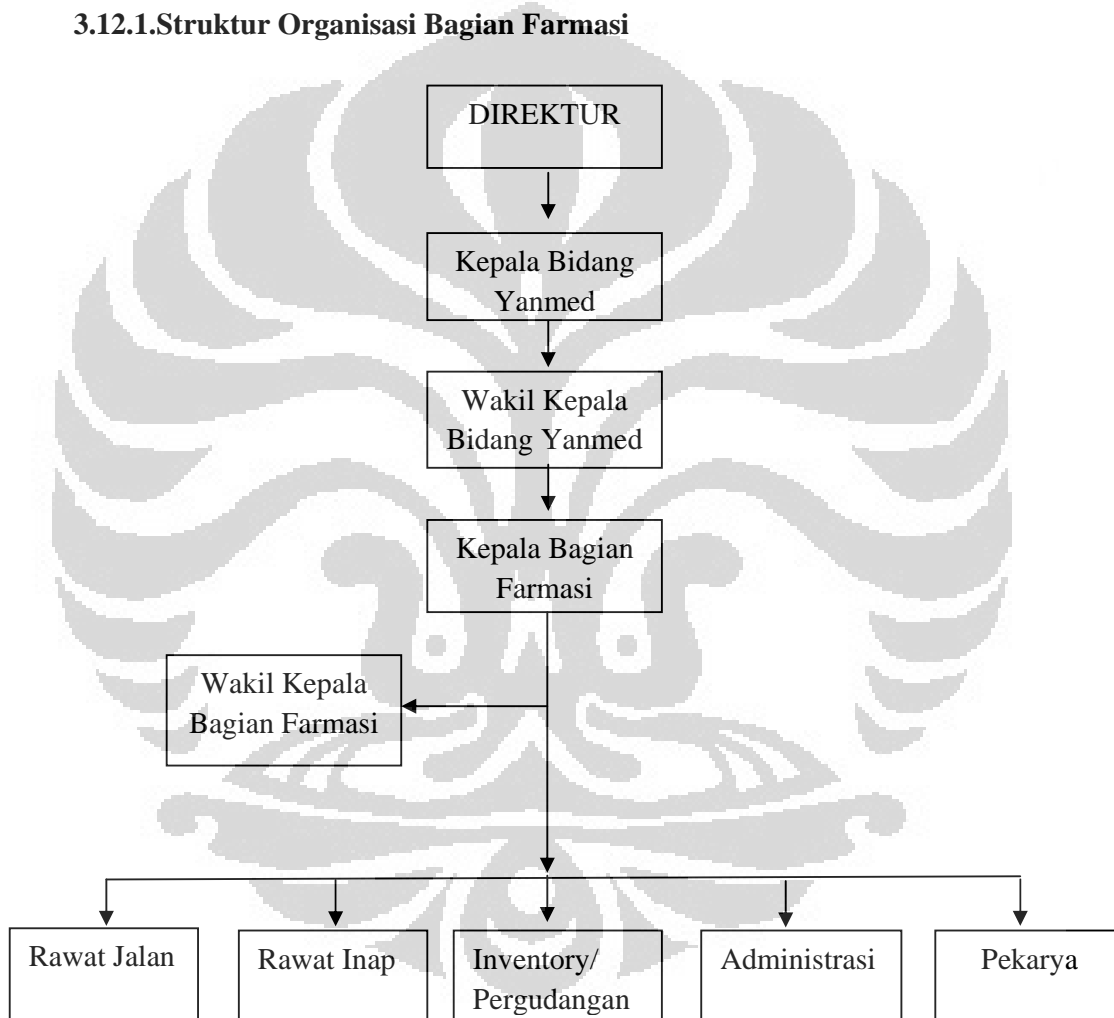 3.12.1.Struktur Organisasi Bagian Farmasi
DIREKTUR
Kepala Bidang
Yanmed
Wakil Kepala
Bidang Yanmed
Kepala Bagian
Farmasi
Wakil Kepala
Bagian Farmasi
Rawat Jalan
Rawat Inap
Inventory/
Pergudangan
Administrasi
Pekarya